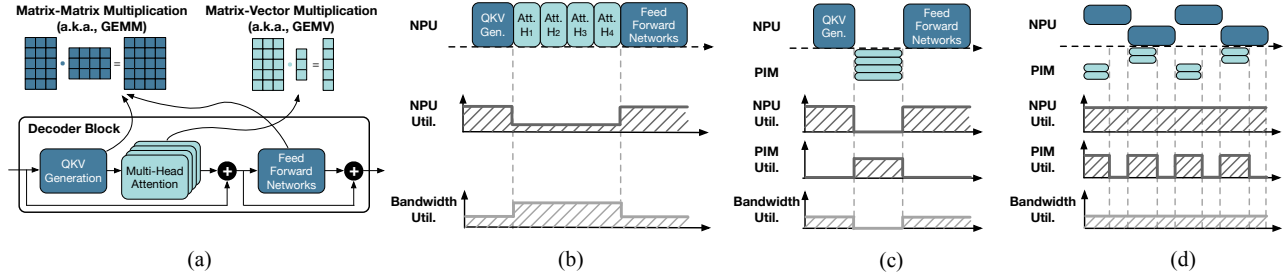 Matrix-Matrix Multiplication
(a.k.a., GEMM)
Matrix-Vector Multiplication
(a.k.a., GEMV)
=
=
Decoder Block
QKV
Generation
Multi-Head
Attention
+
Feed
Forward
Networks
+
(a)
NPU
QKV
Gen.
Att.
H1
Att.
H2
Att.
H3
Att.
H4
Feed
Forward
Networks
NPU
Util.
Bandwidth
Util.
(b)
NPU
QKV
Gen.
Feed
Forward
Networks
PIM
NPU
Util.
PIM
Util.
Bandwidth
Util.
(c)
NPU
PIM
NPU
Util.
PIM
Util.
Bandwidth
Util.
(d)